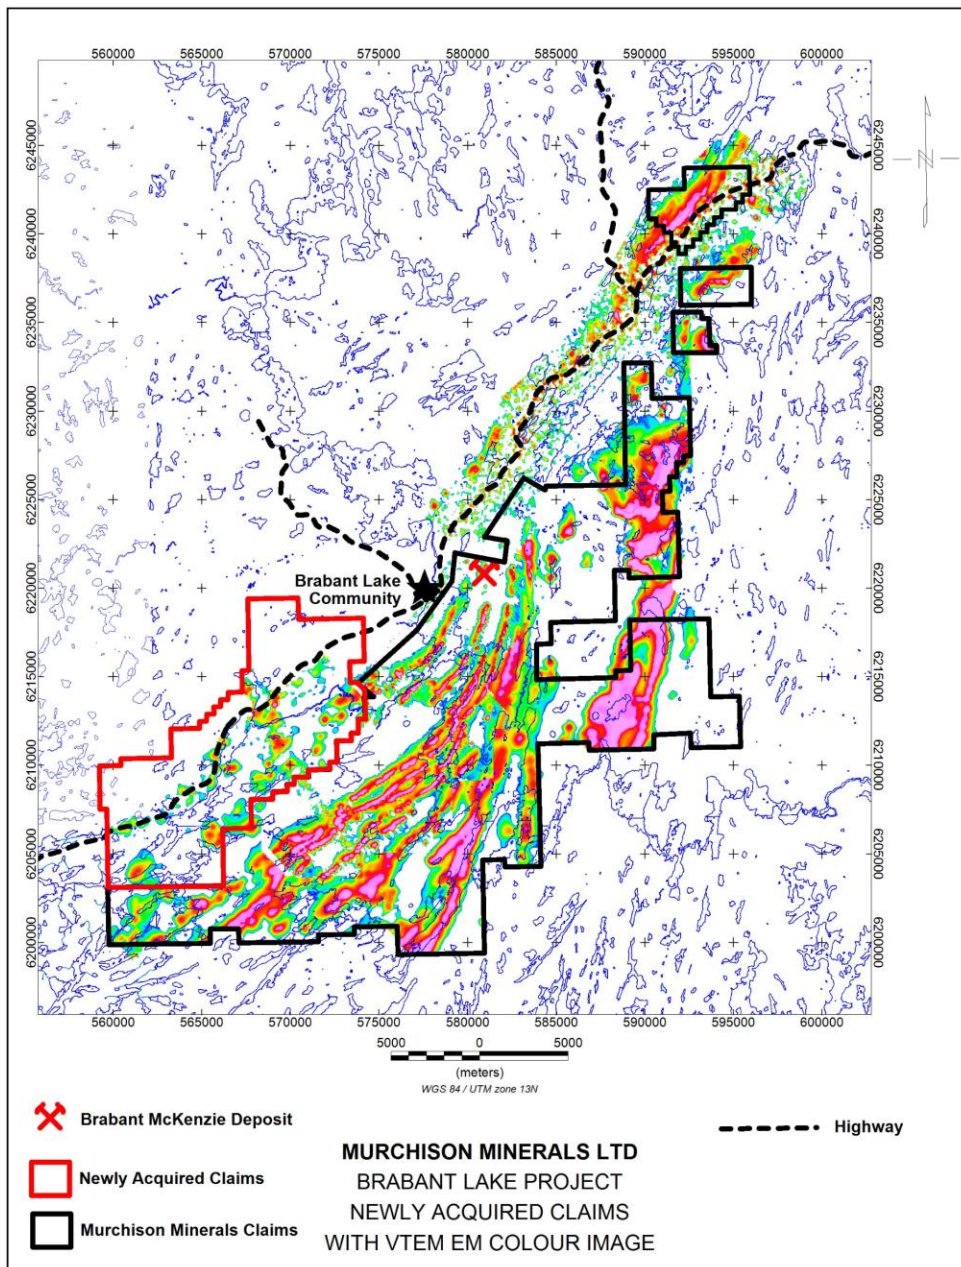 560000 565000 570000 575000 580000 585000 590000 595000 600000
6245000 6245000
N
6240000 6240000
6235000 6235000
6230000 6230000
6225000 6225000
6220000 6220000
Brabant Lake
Community
6215000 6215000
6210000 6210000
6205000 6205000
6200000 6200000
560000 565000 570000 575000 580000 585000 590000 595000 600000
5000 0 5000
(meters)
WGS 84 / UTM zone 13N
Brabant McKenzie Deposit
Highway
Newly Acquired Claims
Murchison Minerals Claims
MURCHISON MINERALS LTD
BRABANT LAKE PROJECT
NEWLY ACQUIRED CLAIMS
WITH VTEM EM COLOUR IMAGE